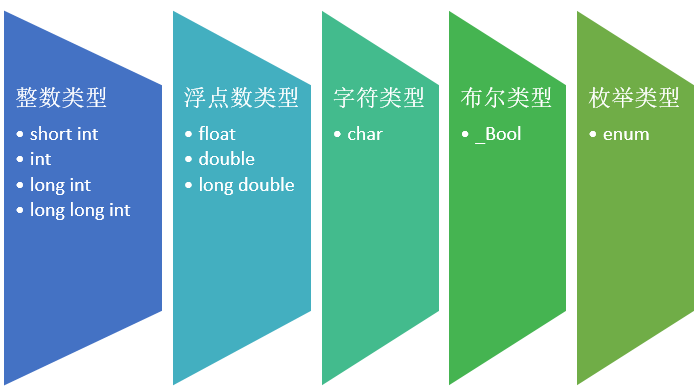 整数类型
• short int
• int
• long int
• long long int
浮点数类型
• float
• double
• long double
字符类型
• char
布尔类型
• _Bool
枚举类型
• enum